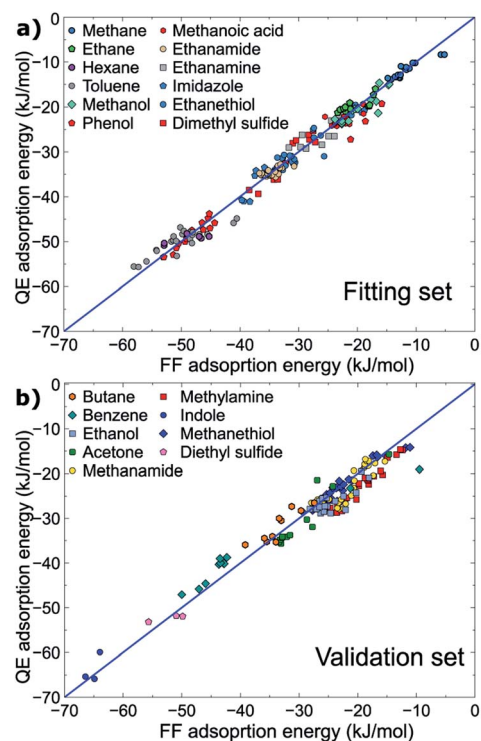 a)
Methane Methanoic acid
Ethane Ethanamide
Hexane Ethanamine
Toluene Imidazole
Methanol Ethanethiol
Phenol Dimethyl sulfide
0
−10
−20
−30
−40
−50
−60
−70
QE adsorption energy (kJ/mol)
Fitting set
−70 −60 −50 −40 −30 −20 −10 0
FF adsoprtion energy (kJ/mol)
b)
Butane Methylamine
Benzene Indole
Ethanol Methanethiol
Acetone Diethyl sulfide
Methanamide
0
−10
−20
−30
−40
−50
−60
−70
QE adsorption energy (kJ/mol)
Validation set
−70 −60 −50 −40 −30 −20 −10 0
FF adsoprtion energy (kJ/mol)